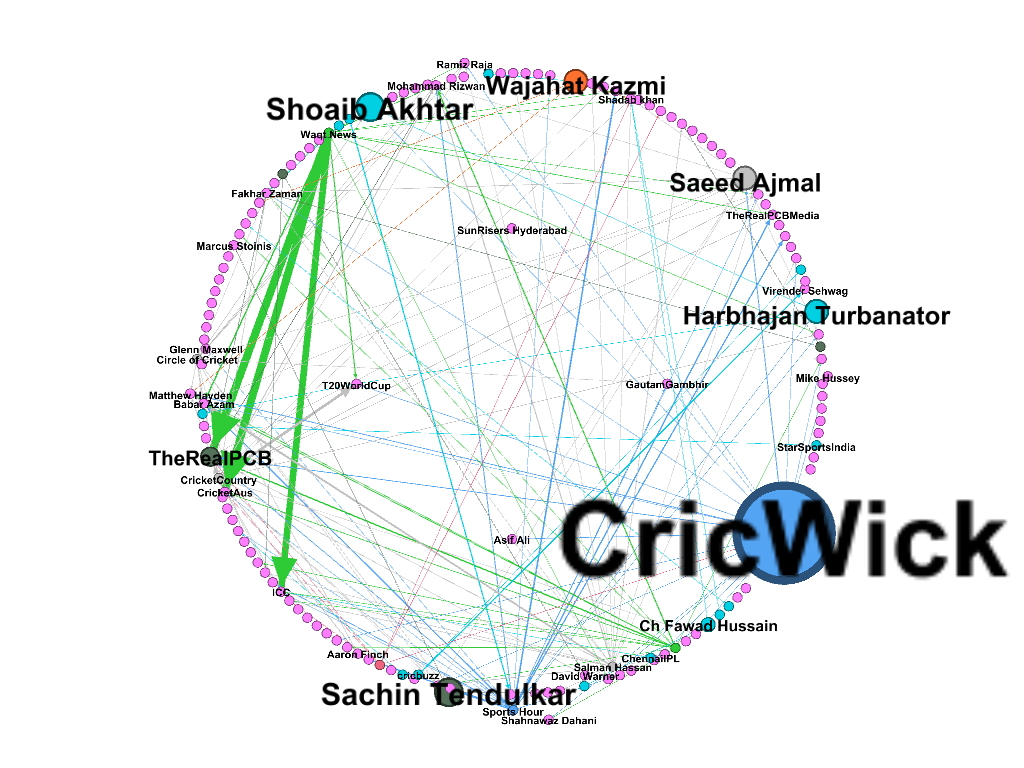 Ramiz Raja
Mohammad Rizwan
Wajahat Kazmi
Shadab khan
Shoaib Akhtar
Waqt News
Saeed Ajmal
Fakhar Zaman
TheRealPCBMedia
SunRisers Hyderabad
Marcus Stoinis
Virender Sehwag
Harbhajan Turbanator
Glenn Maxwell
Circle of Cricket
Mike Hussey
T20WorldCup
GautamGambhir
Matthew Hayden
Babar Azam
StarSportsIndia
TheRealPCB
CricketCountry
CricketAus
CricWick
Asif Ali
ICC
Ch Fawad Hussain
Aaron Finch
ChennaiIPL
Salman Hassan
cricbuzz
David Warner
Sachin Tendulkar
Sports Hour
Shahnawaz Dahani